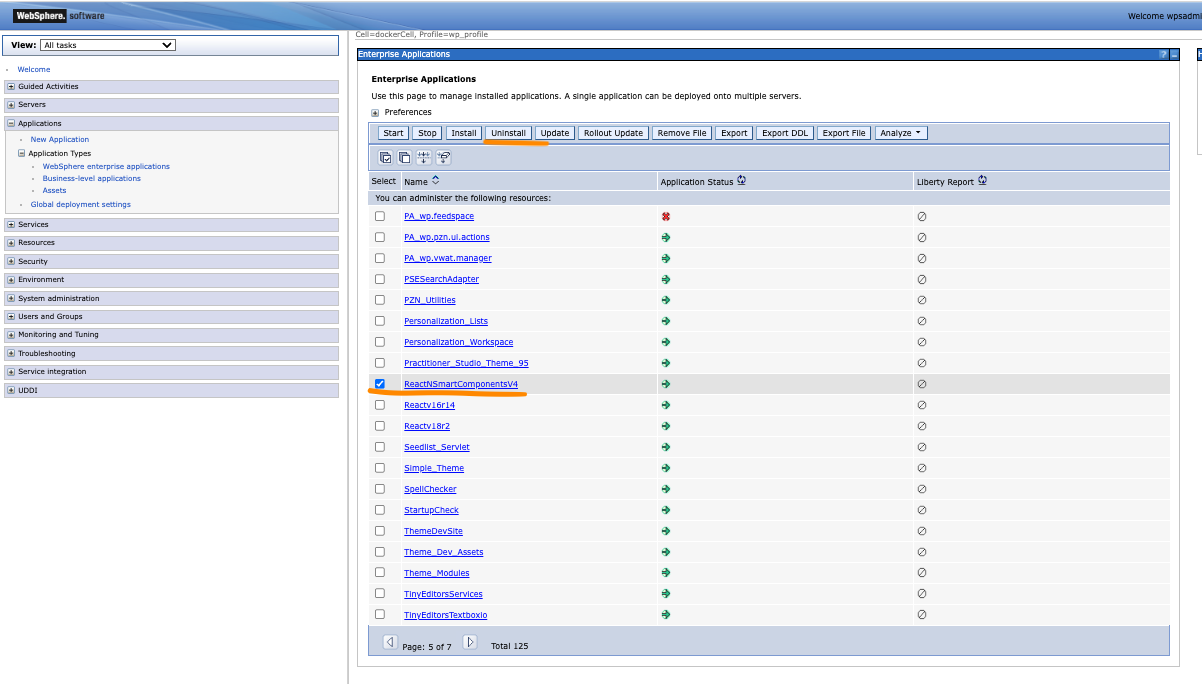 WebSphere. software
Welcome wpsadmi
View: All tasks
Cell=dockerCell, Profile=wp_profile
Welcome
Guided Activities
Servers
Applications
New Application
Application Types
WebSphere enterprise applications
Business-level applications
Assets
Global deployment settings
Services
Resources
Security
Environment
System administration
Users and Groups
Monitoring and Tuning
Troubleshooting
Service integration
UDDI
Enterprise Applications
?
Enterprise Applications
Use this page to manage installed applications. A single application can be deployed onto multiple servers.
Preferences
Start Stop Install Uninstall Update Rollout Update Remove File Export Export DDL Export File Analyze
Select Name Application Status Liberty Report
You can administer the following resources:
PA_wp.feedspace
PA_wp.pzn.ui.actions
PA_wp.vwat.manager
PSESearchAdapter
PZN_Utilities
Personalization_Lists
Personalization_Workspace
Practitioner_Studio_Theme_95
ReactNSmartComponentsV4
Reactv16r14
Reactv18r2
Seedlist_Servlet
Simple_Theme
SpellChecker
StartupCheck
ThemeDevSite
Theme_Dev_Assets
Theme_Modules
TinyEditorsServices
TinyEditorsTextboxio
Page: 5 of 7 Total 125